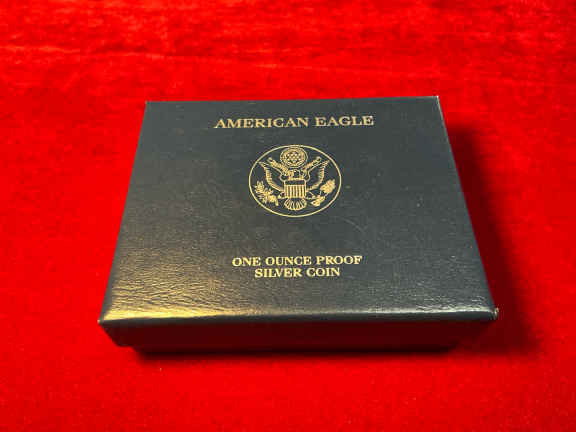 AMERICAN EAGLE
ONE OUNCE PROOF
SILVER COIN